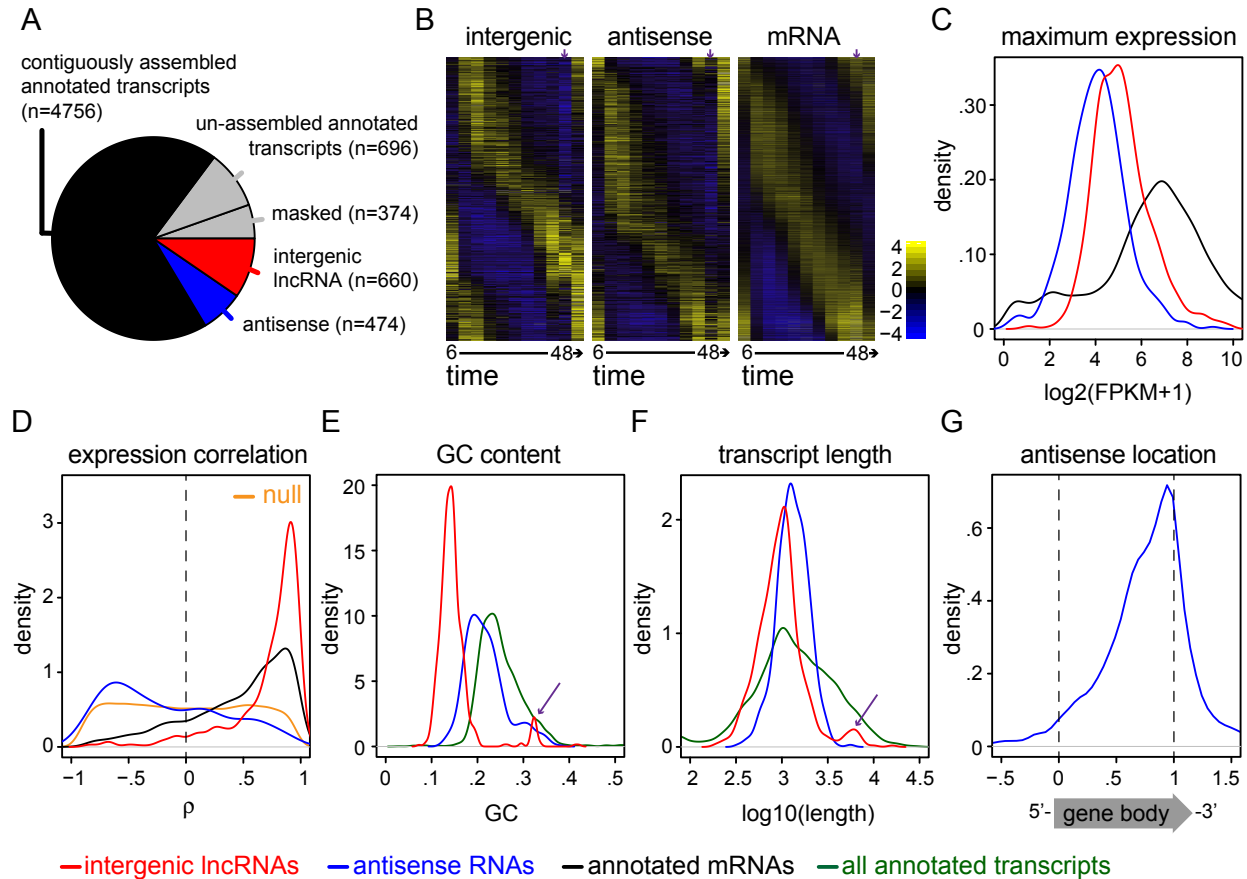 A
contiguously assembled
annotated transcripts
(n=4756)
un-assembled annotated
transcripts (n=696)
masked (n=374)
intergenic
lncRNA (n=660)
antisense (n=474)
B
intergenic
antisense
mRNA
4
2
0
−2
−4
6
48
6
48
6
48
time
time
time
C
maximum expression
density
.30
.20
.10
0
0
2
4
6
8
10
log2(FPKM+1)
D
expression correlation
null
density
3
2
1
0
−1
−.5
0
.5
1
ρ
E
GC content
density
20
15
10
5
0
0
.1
.2
.3
.4
.5
GC
F
transcript length
density
2
1
0
2
2.5
3
3.5
4
4.5
log10(length)
G
antisense location
density
.6
.4
.2
0
−.5
0
.5
1
1.5
5'-
gene body
-3'
intergenic lncRNAs
antisense RNAs
annotated mRNAs
all annotated transcripts